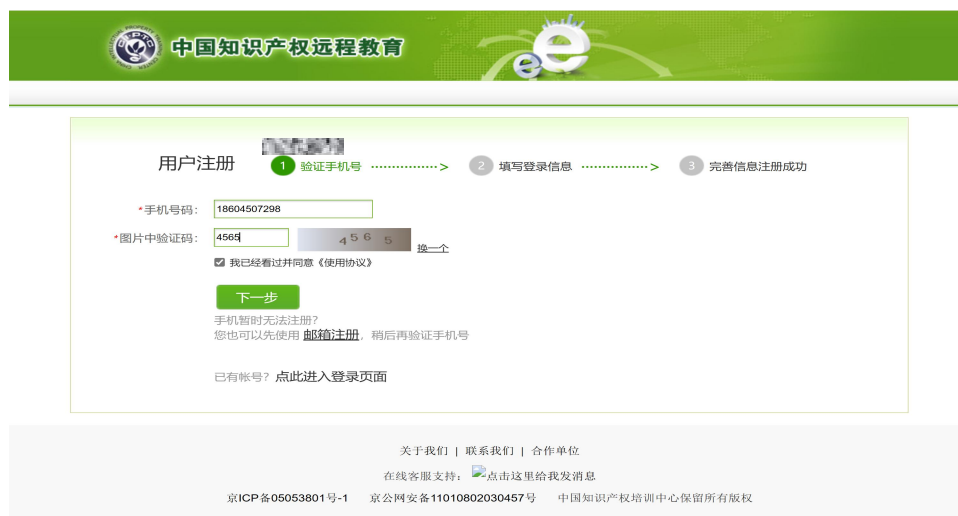 中国知识产权远程教育
用户注册
1 验证手机号 ················>
2 填写登录信息 ················>
3 完善信息注册成功
*手机号码: 18604507298
*图片中验证码: 4565 4 5 6 5 换一个
我已经看过并同意《使用协议》
下一步
手机暂时无法注册?
您也可以先使用 邮箱注册, 稍后再验证手机号
已有帐号? 点此进入登录页面
关于我们 | 联系我们 | 合作单位
在线客服支持: 点击这里给我发消息
京ICP备05053801号-1 京公网安备11010802030457号 中国知识产权培训中心保留所有版权